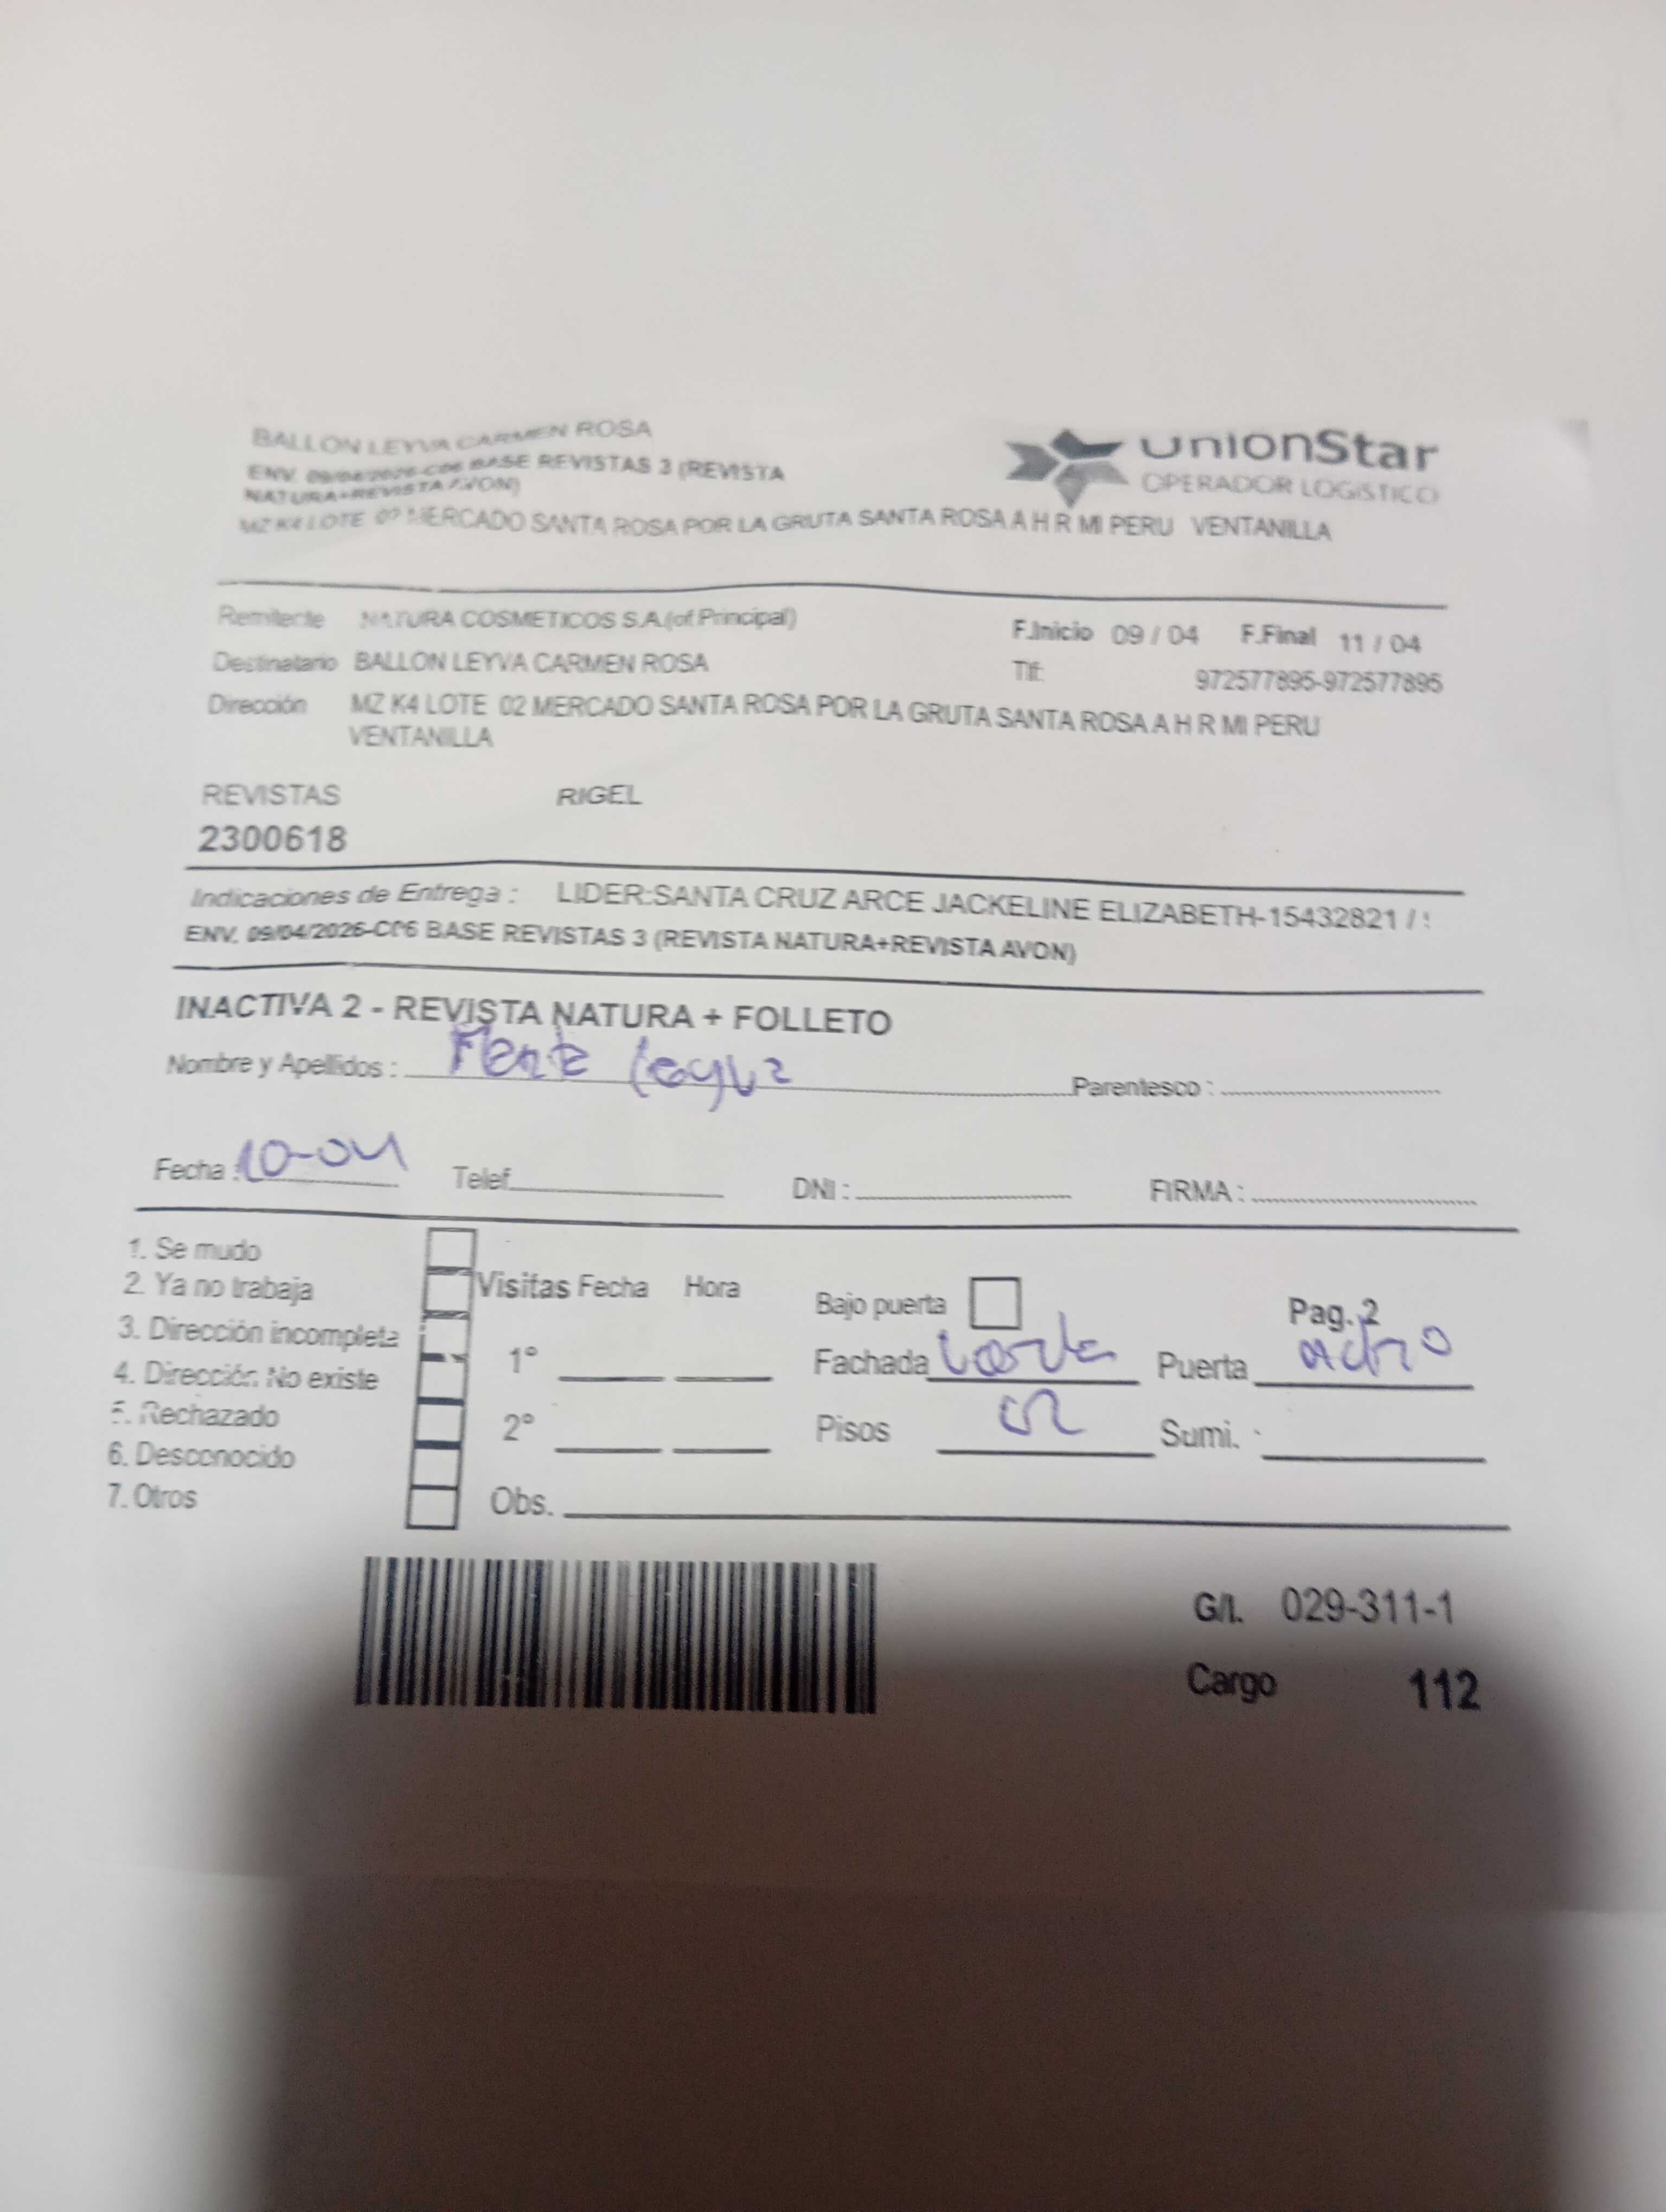 BALLON LEYVA CARMEN ROSA
ENV. 09/04/2026-C06 BASE REVISTAS 3 (REVISTA
NATURA+REVISTA AVON)
MZ K4 LOTE 02 MERCADO SANTA ROSA POR LA GRUTA SANTA ROSA A H R MI PERU VENTANILLA
UnionStar
OPERADOR LOGISTICO
Remitente NATURA COSMETICOS S.A.(of.Principal)
F.Inicio 09 / 04 F.Final 11 / 04
Destinatario BALLON LEYVA CARMEN ROSA
Tlf: 972577895-972577895
Dirección MZ K4 LOTE 02 MERCADO SANTA ROSA POR LA GRUTA SANTA ROSA A H R MI PERU
VENTANILLA
REVISTAS RIGEL
2300618
Indicaciones de Entrega : LIDER:SANTA CRUZ ARCE JACKELINE ELIZABETH-15432821 /
ENV. 09/04/2026-C06 BASE REVISTAS 3 (REVISTA NATURA+REVISTA AVON)
INACTIVA 2 - REVISTA NATURA + FOLLETO
Nombre y Apellidos : Parentesco :
Fecha : 10-04 Telef. DNI : FIRMA :
1. Se mudo
2. Ya no trabaja
3. Dirección incompleta
4. Dirección No existe
5. Rechazado
6. Desconocido
7. Otros
Visitas Fecha Hora
1°
2°
Obs.
Bajo puerta
Pag. 2
Fachada Puerta
Pisos 02 Sumi.
G/I. 029-311-1
Cargo 112